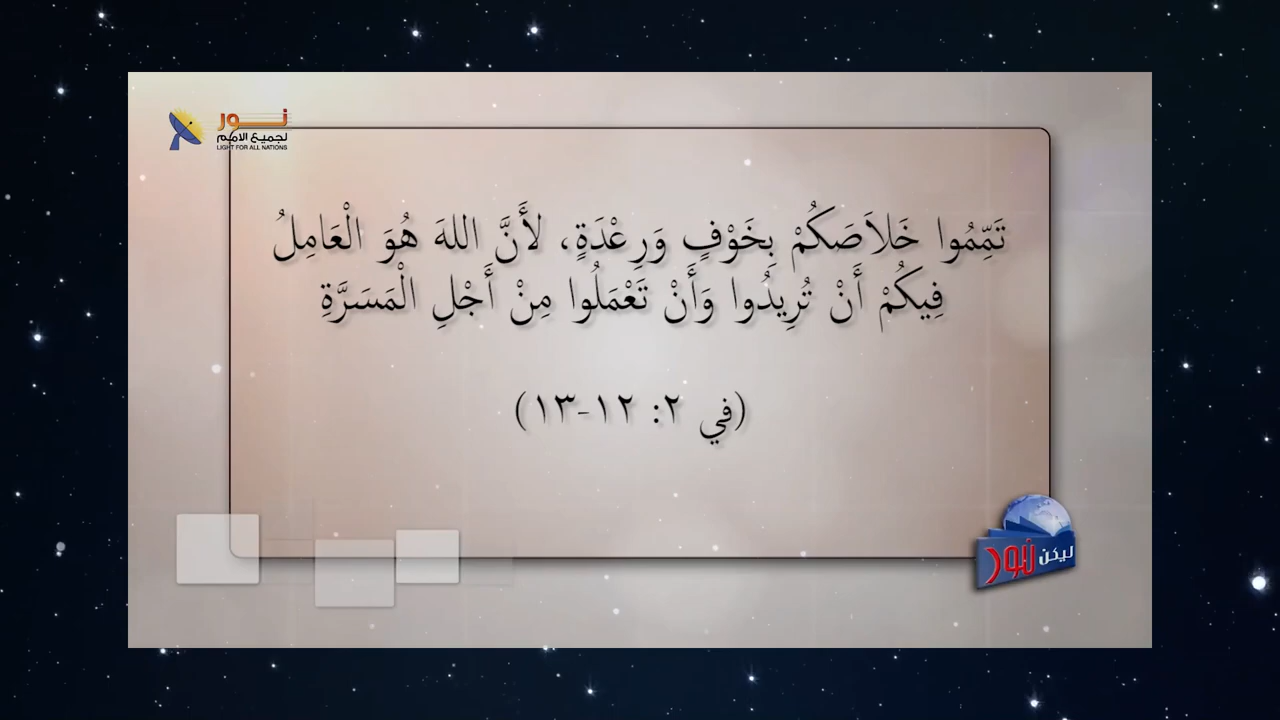 نور
لجميع الامم
LIGHT FOR ALL NATIONS
تَمِّمُوا خَلاَصَكُمْ بِخَوْفٍ وَرِعْدَةٍ، لأَنَّ اللهَ هُوَ الْعَامِلُ
فِيكُمْ أَنْ تُرِيدُوا وَأَنْ تَعْمَلُوا مِنْ أَجْلِ الْمَسَرَّةِ
(في ٢: ١٢-١٣)
ليكن نور